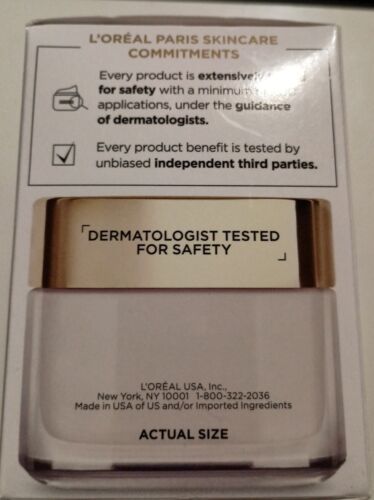 L'ORÉAL PARIS SKINCARE
COMMITMENTS
Every product is extensively
for safety with a minimum
applications, under the guidance
of dermatologists.
Every product benefit is tested by
unbiased independent third parties.
DERMATOLOGIST TESTED
FOR SAFETY
L'ORÉAL USA, Inc.,
New York, NY 10001 1-800-322-2036
Made in USA of US and/or Imported Ingredients
ACTUAL SIZE